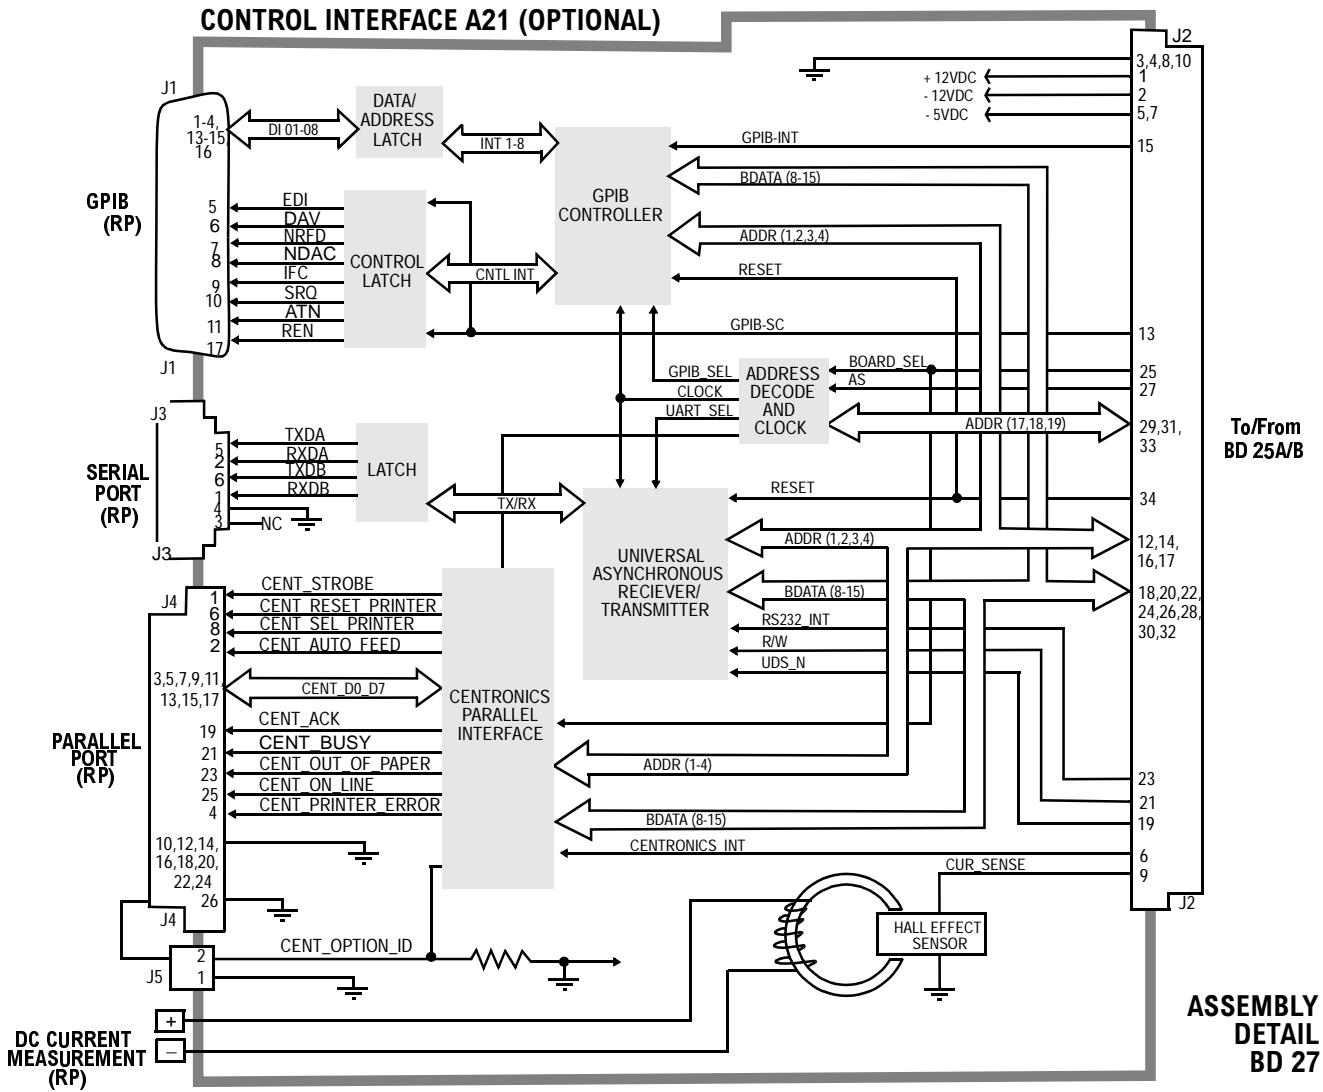 CONTROL INTERFACE A21 (OPTIONAL)
J2
3,4,8,10
+ 12VDC
1
- 12VDC
2
- 5VDC
5,7
J1
1-4,
13-15,
16
DI 01-08
DATA/
ADDRESS
LATCH
INT 1-8
GPIB-INT
15
BDATA (8-15)
GPIB
CONTROLLER
ADDR (1,2,3,4)
RESET
GPIB
(RP)
5
EDI
6
DAV
7
NRFD
8
NDAC
9
IFC
10
SRQ
11
ATN
17
REN
CONTROL
LATCH
CNTL INT
GPIB-SC
13
J1
GPIB_SEL
CLOCK
UART_SEL
ADDRESS
DECODE
AND
CLOCK
BOARD_SEL
25
AS
27
ADDR (17,18,19)
29,31,
33
To/From
BD 25A/B
J3
SERIAL
PORT
(RP)
5
TXDA
2
RXDA
6
TXDB
1
RXDB
4
3
NC
LATCH
TX/RX
J3
RESET
34
UNIVERSAL
ASYNCHRONOUS
RECIEVER/
TRANSMITTER
ADDR (1,2,3,4)
12,14,
16,17
BDATA (8-15)
18,20,22,
24,26,28,
30,32
RS232_INT
R/W
UDS_N
J4
1
CENT_STROBE
6
CENT_RESET_PRINTER
8
CENT_SEL_PRINTER
2
CENT_AUTO_FEED
3,5,7,9,11,
13,15,17
CENT_D0_D7
CENTRONICS
PARALLEL
INTERFACE
PARALLEL
PORT
(RP)
19
CENT_ACK
21
CENT_BUSY
23
CENT_OUT_OF_PAPER
25
CENT_ON_LINE
4
CENT_PRINTER_ERROR
ADDR (1-4)
23
21
19
BDATA (8-15)
CENTRONICS_INT
6
10,12,14,
16,18,20,
22,24
26
J4
CUR_SENSE
9
J2
HALL EFFECT
SENSOR
J5
2
CENT_OPTION_ID
1
+
–
DC CURRENT
MEASUREMENT
(RP)
ASSEMBLY
DETAIL
BD 27